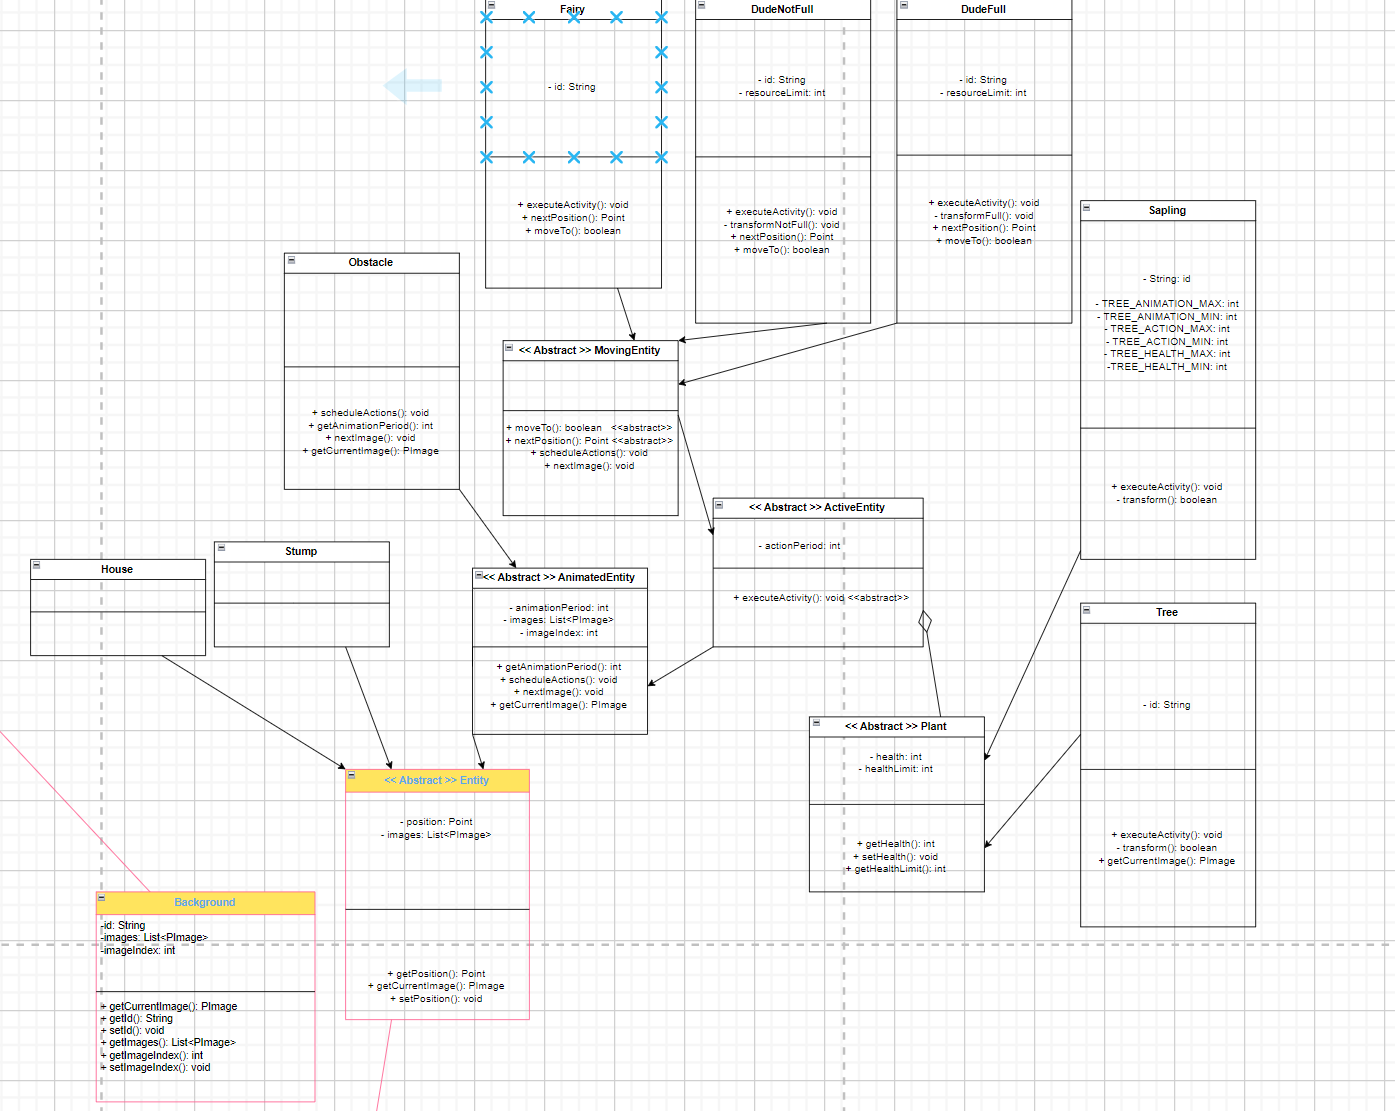 Fairy
- id: String
+ executeActivity(): void
+ nextPosition(): Point
+ moveTo(): boolean
DudeNotFull
- id: String
- resourceLimit: int
+ executeActivity(): void
- transformNotFull(): void
+ nextPosition(): Point
+ moveTo(): boolean
DudeFull
- id: String
- resourceLimit: int
+ executeActivity(): void
- transformFull(): void
+ nextPosition(): Point
+ moveTo(): boolean
Sapling
- String: id
- TREE_ANIMATION_MAX: int
- TREE_ANIMATION_MIN: int
- TREE_ACTION_MAX: int
- TREE_ACTION_MIN: int
- TREE_HEALTH_MAX: int
-TREE_HEALTH_MIN: int
+ executeActivity(): void
- transform(): boolean
Obstacle
+ scheduleActions(): void
+ getAnimationPeriod(): int
+ nextImage(): void
+ getCurrentImage(): PImage
<< Abstract >> MovingEntity
+ moveTo(): boolean <<abstract>>
+ nextPosition(): Point <<abstract>>
+ scheduleActions(): void
+ nextImage(): void
<< Abstract >> ActiveEntity
- actionPeriod: int
+ executeActivity(): void <<abstract>>
House
Stump
<< Abstract >> AnimatedEntity
- animationPeriod: int
- images: List<PImage>
- imageIndex: int
+ getAnimationPeriod(): int
+ scheduleActions(): void
+ nextImage(): void
+ getCurrentImage(): PImage
Tree
- id: String
+ executeActivity(): void
- transform(): boolean
+ getCurrentImage(): PImage
<< Abstract >> Plant
- health: int
- healthLimit: int
+ getHealth(): int
+ setHealth(): void
+ getHealthLimit(): int
<< Abstract >> Entity
- position: Point
- images: List<PImage>
+ getPosition(): Point
+ getCurrentImage(): PImage
+ setPosition(): void
Background
-id: String
-images: List<PImage>
-imageIndex: int
+ getCurrentImage(): PImage
+ getId(): String
+ setId(): void
+ getImages(): List<PImage>
+ getImageIndex(): int
+ setImageIndex(): void